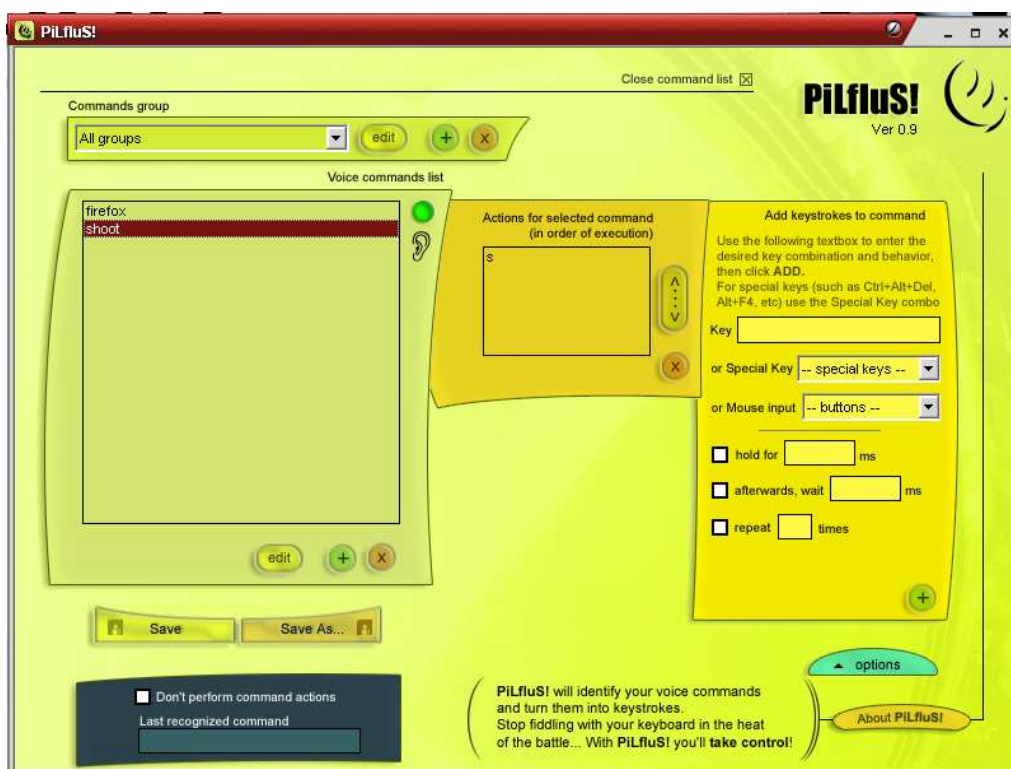 PiLfluS!
Close command list
PiLfluS!
Ver 0.9
Commands group
All groups
edit
+
x
Voice commands list
firefox
shoot
edit
+
x
Actions for selected command
(in order of execution)
s
x
Add keystrokes to command
Use the following textbox to enter the
desired key combination and behavior,
then click ADD.
For special keys (such as Ctrl+Alt+Del,
Alt+F4, etc) use the Special Key combo
Key
or Special Key -- special keys --
or Mouse input -- buttons --
hold for ms
afterwards, wait ms
repeat times
+
Save
Save As...
Don't perform command actions
Last recognized command
PiLfluS! will identify your voice commands
and turn them into keystrokes.
Stop fiddling with your keyboard in the heat
of the battle... With PiLfluS! you'll take control!
options
About PiLfluS!